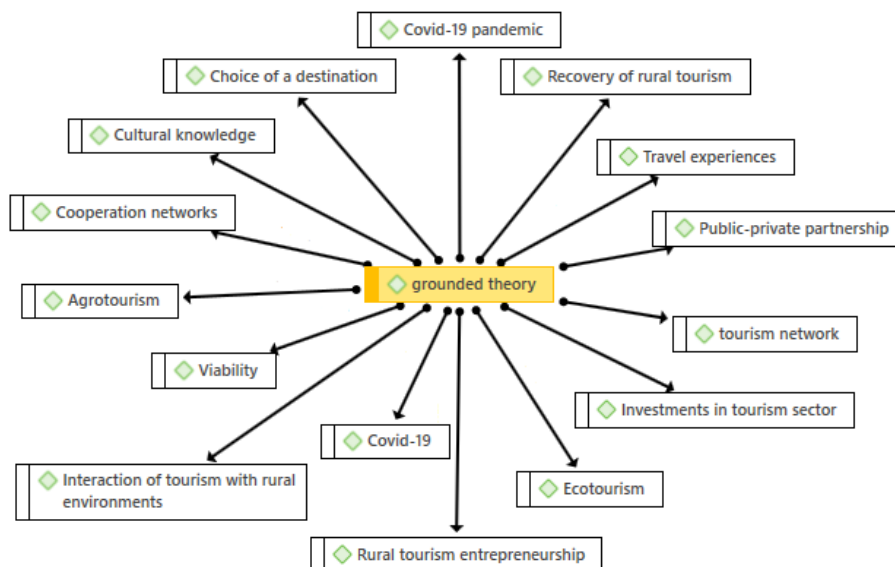 Covid-19 pandemic
Choice of a destination
Recovery of rural tourism
Cultural knowledge
Travel experiences
Cooperation networks
Public-private partnership
grounded theory
Agrotourism
tourism network
Viability
Investments in tourism sector
Covid-19
Interaction of tourism with rural
environments
Ecotourism
Rural tourism entrepreneurship